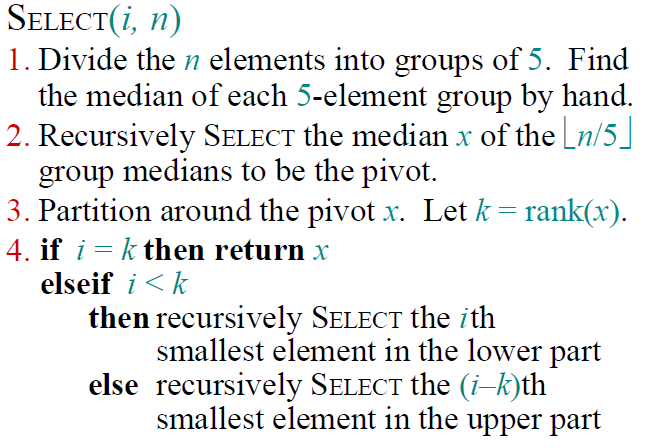 SELECT(i, n)
1. Divide the n elements into groups of 5. Find
the median of each 5-element group by hand.
2. Recursively SELECT the median x of the ⌊n/5⌋
group medians to be the pivot.
3. Partition around the pivot x. Let k = rank(x).
4. if i = k then return x
elseif i < k
then recursively SELECT the ith
smallest element in the lower part
else recursively SELECT the (i–k)th
smallest element in the upper part